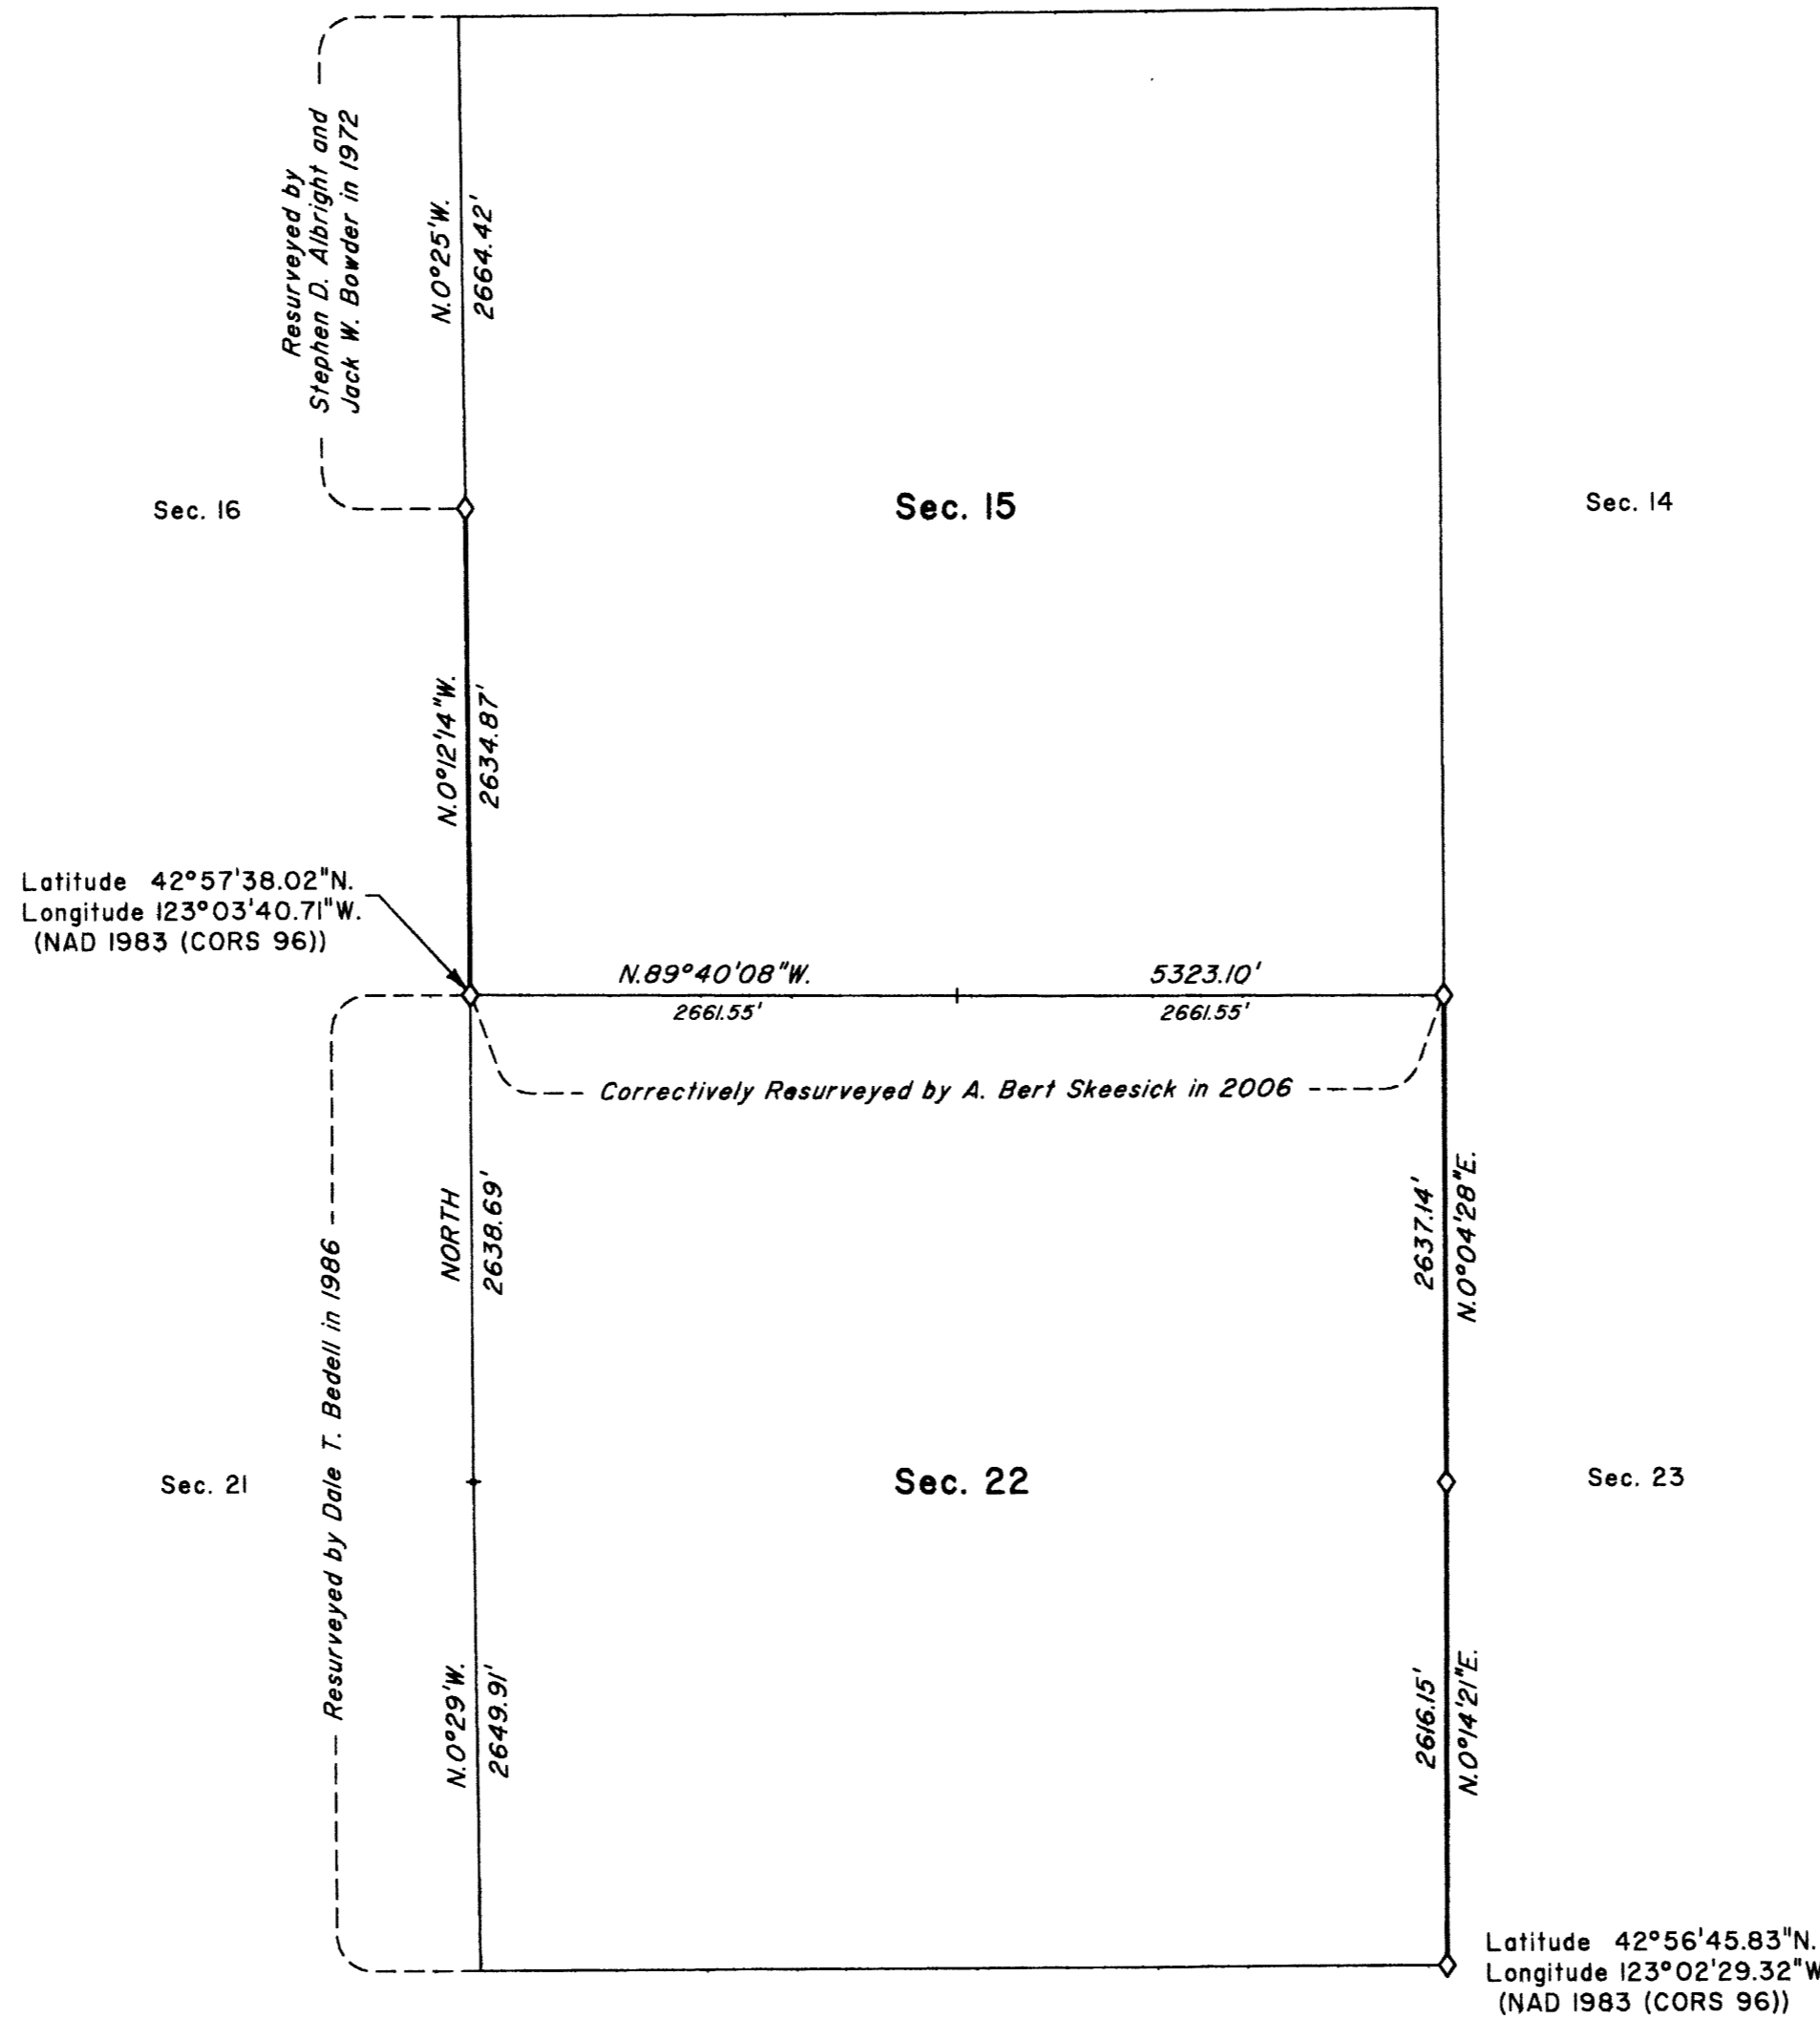 Resurveyed by
Stephen D. Albright and
Jack W. Bowder in 1972
N.0°25'W.
2664.42'
Sec. 16
Sec. 15
Sec. 14
N.0°12'14"W.
2634.87'
Latitude 42°57'38.02"N.
Longitude 123°03'40.71"W.
(NAD 1983 (CORS 96))
N.89°40'08"W. 5323.10'
2661.55' 2661.55'
Correctively Resurveyed by A. Bert Skeesick in 2006
Resurveyed by Dale T. Bedell in 1986
NORTH
2638.69'
2637.14'
N.0°04'28"E.
Sec. 21
Sec. 22
Sec. 23
N.0°29'W.
2649.91'
2616.15'
N.0°14'21"E.
Latitude 42°56'45.83"N.
Longitude 123°02'29.32"W
(NAD 1983 (CORS 96))